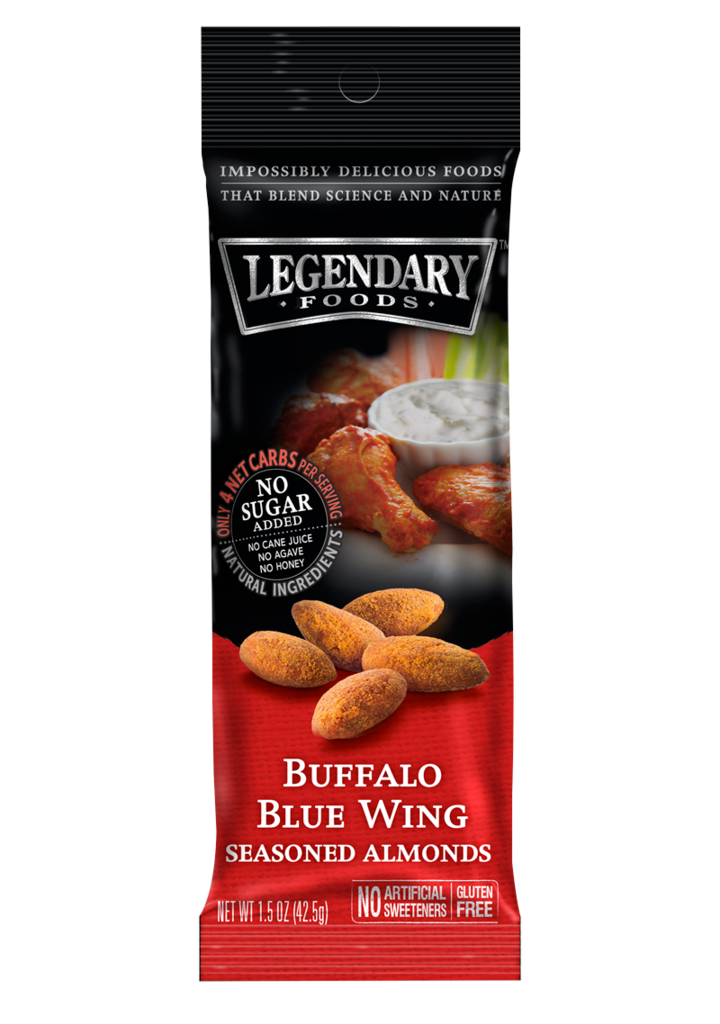 IMPOSSIBLY DELICIOUS FOODS
THAT BLEND SCIENCE AND NATURE
LEGENDARY TM
FOODS
ONLY 4 NET CARBS PER SERVING
NO
SUGAR
ADDED
NO CANE JUICE
NO AGAVE
NO HONEY
NATURAL INGREDIENTS
BUFFALO
BLUE WING
SEASONED ALMONDS
NET WT 1.5 OZ (42.5g)
NO ARTIFICIAL SWEETENERS
GLUTEN FREE